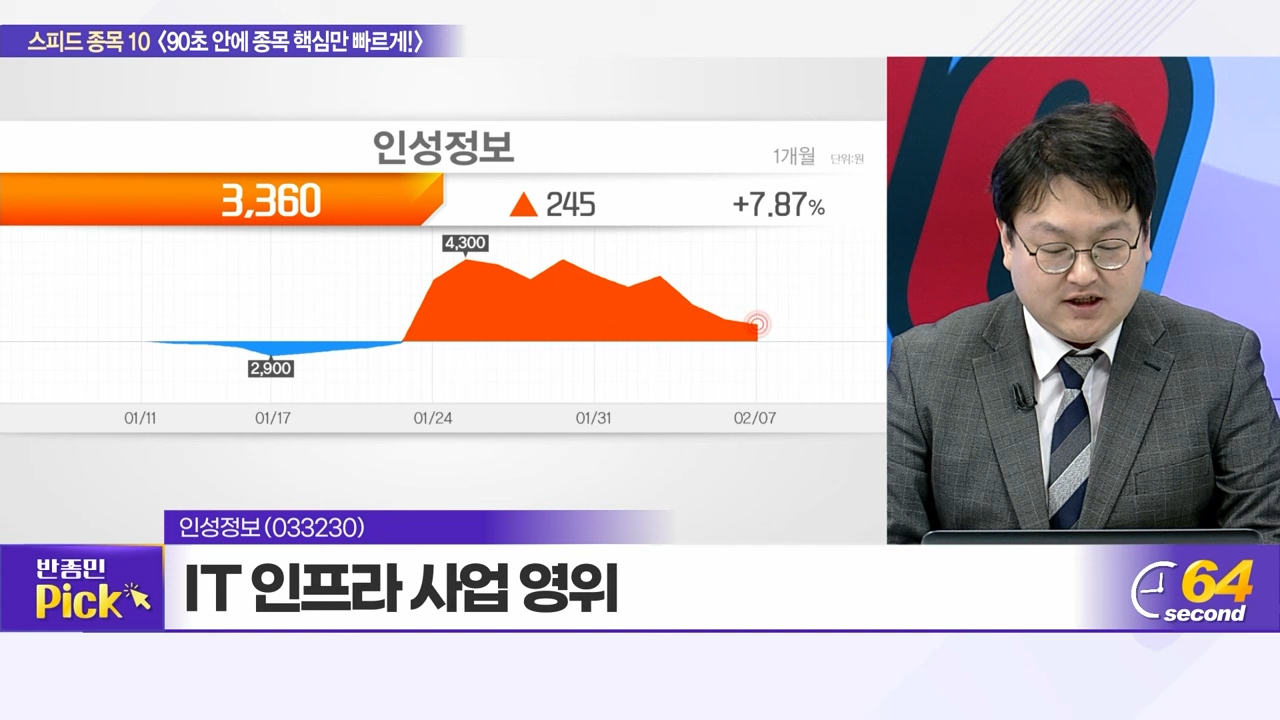 스피드 종목 10 〈90초 안에 종목 핵심만 빠르게!〉
인성정보
1개월 단위:원
3,360 ▲ 245 +7.87%
4,300
2,900
01/11 01/17 01/24 01/31 02/07
인성정보(033230)
반종민
Pick
IT 인프라 사업 영위
64
second